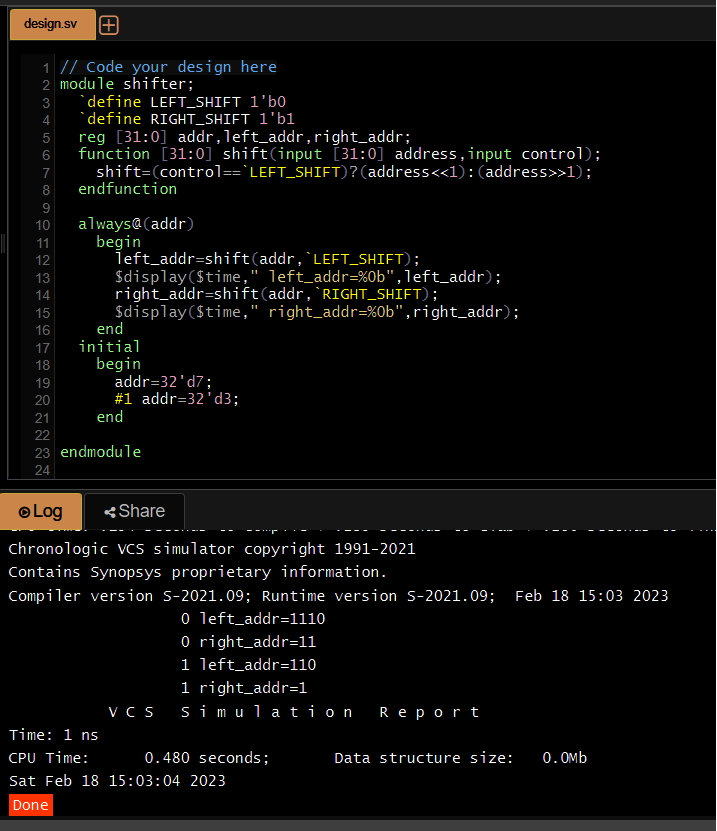 design.sv
1 // Code your design here
2 module shifter;
3   `define LEFT_SHIFT 1'b0
4   `define RIGHT_SHIFT 1'b1
5   reg [31:0] addr,left_addr,right_addr;
6   function [31:0] shift(input [31:0] address,input control);
7     shift=(control==`LEFT_SHIFT)?(address<<1):(address>>1);
8   endfunction
9
10   always@(addr)
11     begin
12       left_addr=shift(addr,`LEFT_SHIFT);
13       $display($time," left_addr=%0b",left_addr);
14       right_addr=shift(addr,`RIGHT_SHIFT);
15       $display($time," right_addr=%0b",right_addr);
16     end
17   initial
18     begin
19       addr=32'd7;
20       #1 addr=32'd3;
21     end
22
23 endmodule
24
Log Share
Chronologic VCS simulator copyright 1991-2021
Contains Synopsys proprietary information.
Compiler version S-2021.09; Runtime version S-2021.09;  Feb 18 15:03 2023
                   0 left_addr=1110
                   0 right_addr=11
                   1 left_addr=110
                   1 right_addr=1
           V C S   S i m u l a t i o n   R e p o r t
Time: 1 ns
CPU Time:      0.480 seconds;       Data structure size:   0.0Mb
Sat Feb 18 15:03:04 2023
Done